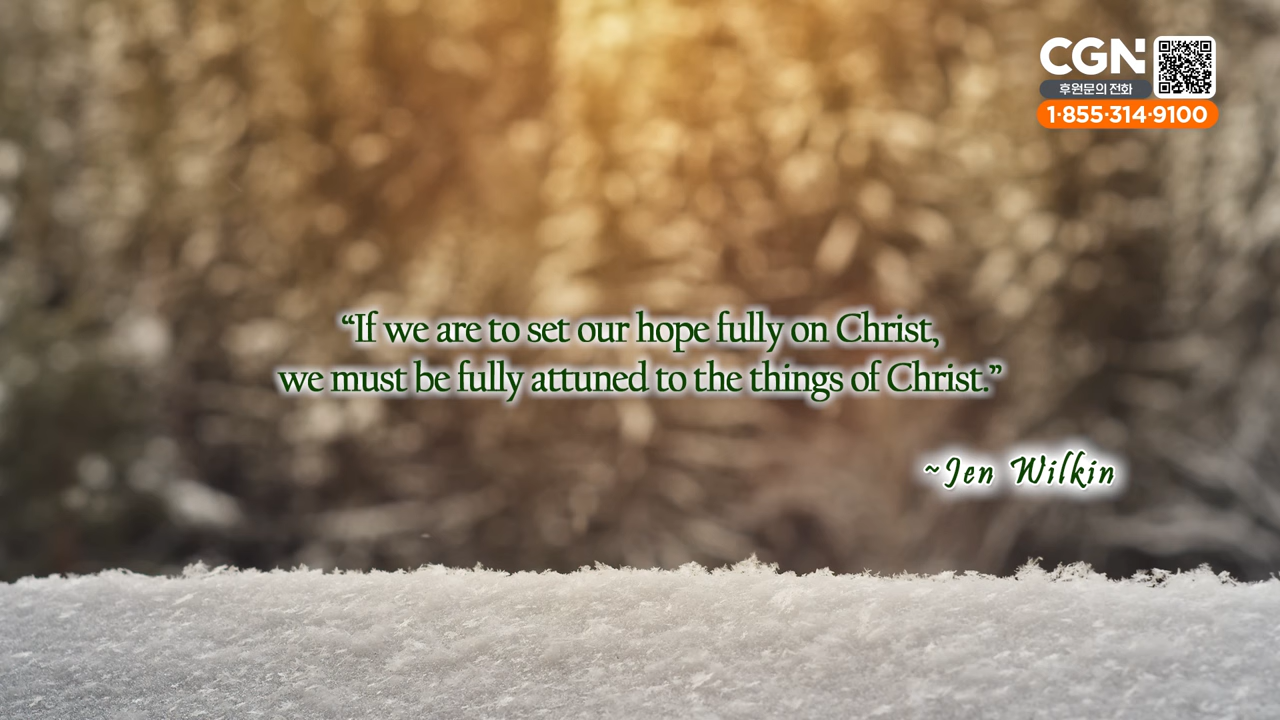 CGN
후원문의 전화
1·855·314·9100
“If we are to set our hope fully on Christ,
we must be fully attuned to the things of Christ.”
~Jen Wilkin